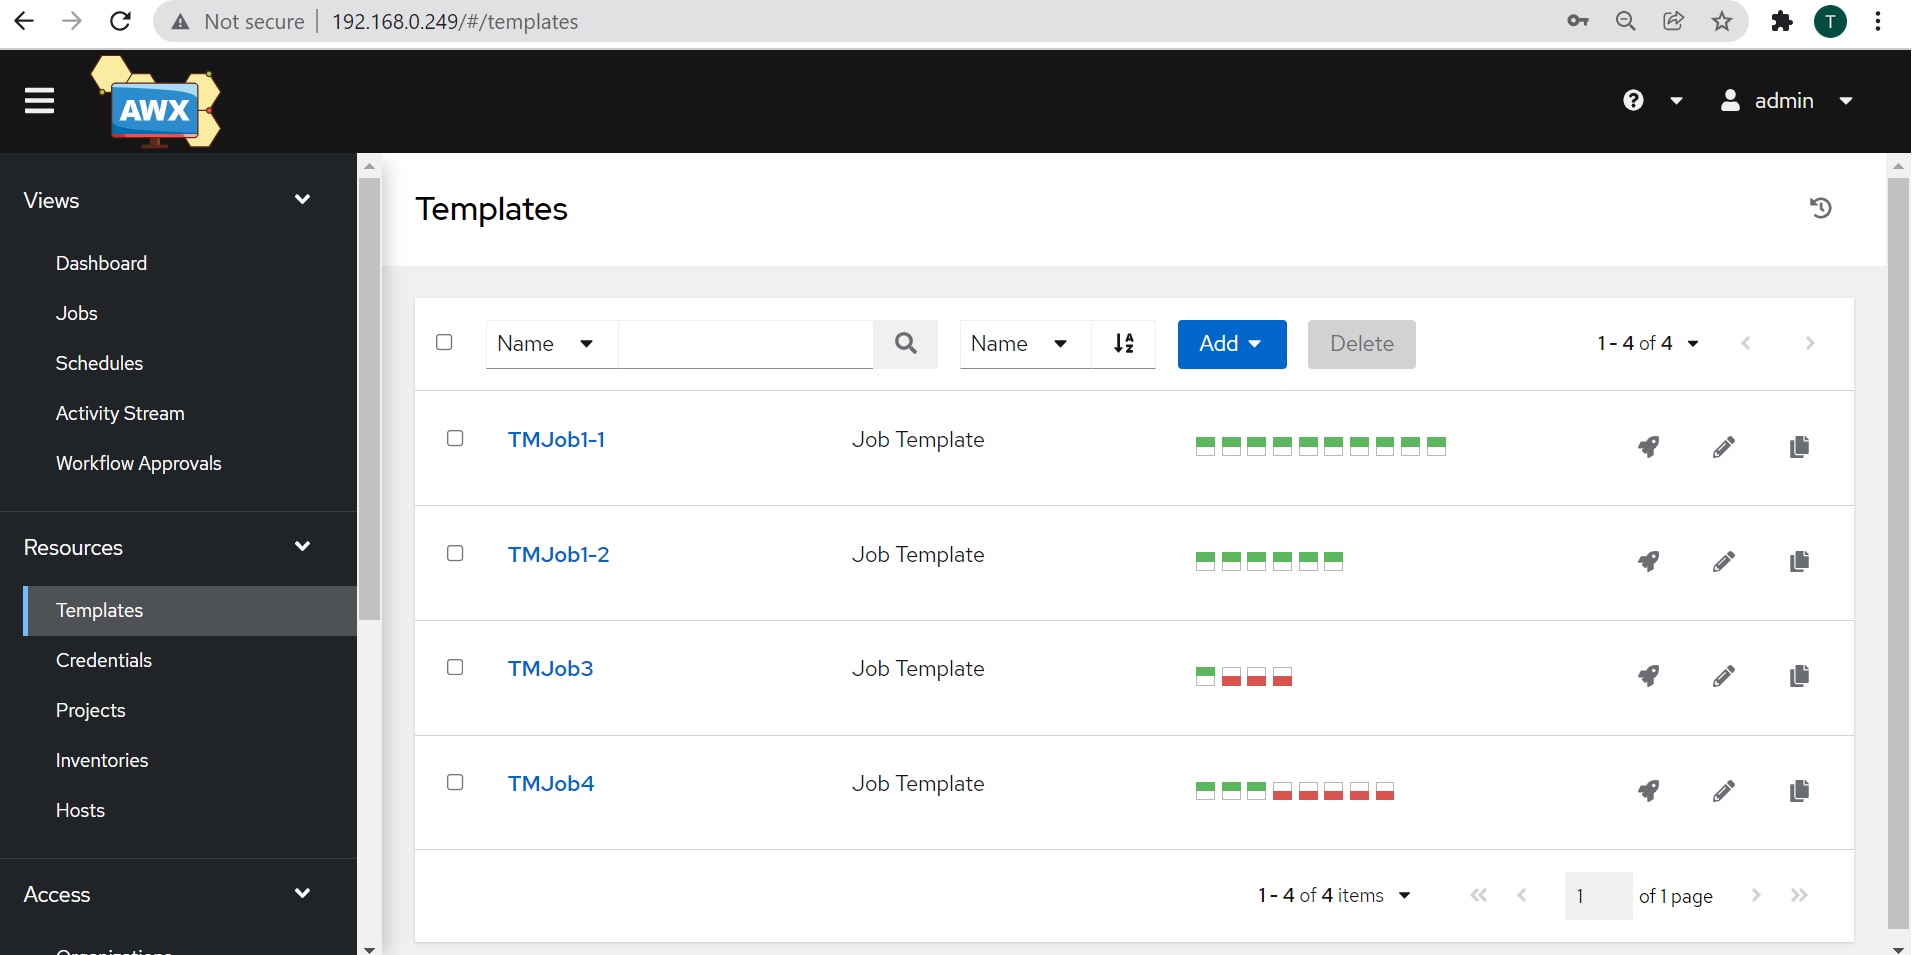 Not secure 192.168.0.249/#/templates
T
AWX
admin
Views
Dashboard
Jobs
Schedules
Activity Stream
Workflow Approvals
Resources
Templates
Credentials
Projects
Inventories
Hosts
Access
Organizations
Templates
Name Name Add Delete 1 - 4 of 4
TMJob1-1 Job Template
TMJob1-2 Job Template
TMJob3 Job Template
TMJob4 Job Template
1 - 4 of 4 items 1 of 1 page